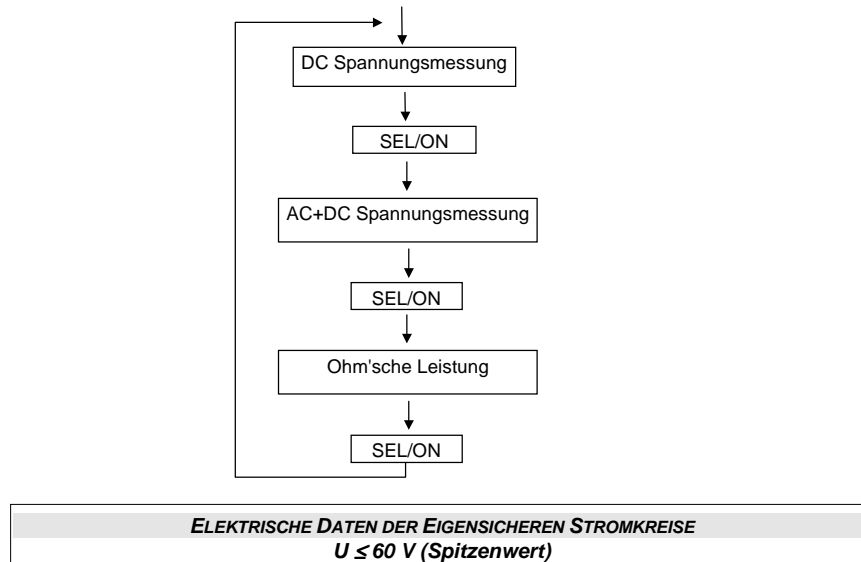 DC Spannungsmessung
SEL/ON
AC+DC Spannungsmessung
SEL/ON
Ohm'sche Leistung
SEL/ON
ELEKTRISCHE DATEN DER EIGENSICHEREN STROMKREISE
U ≤ 60 V (Spitzenwert)